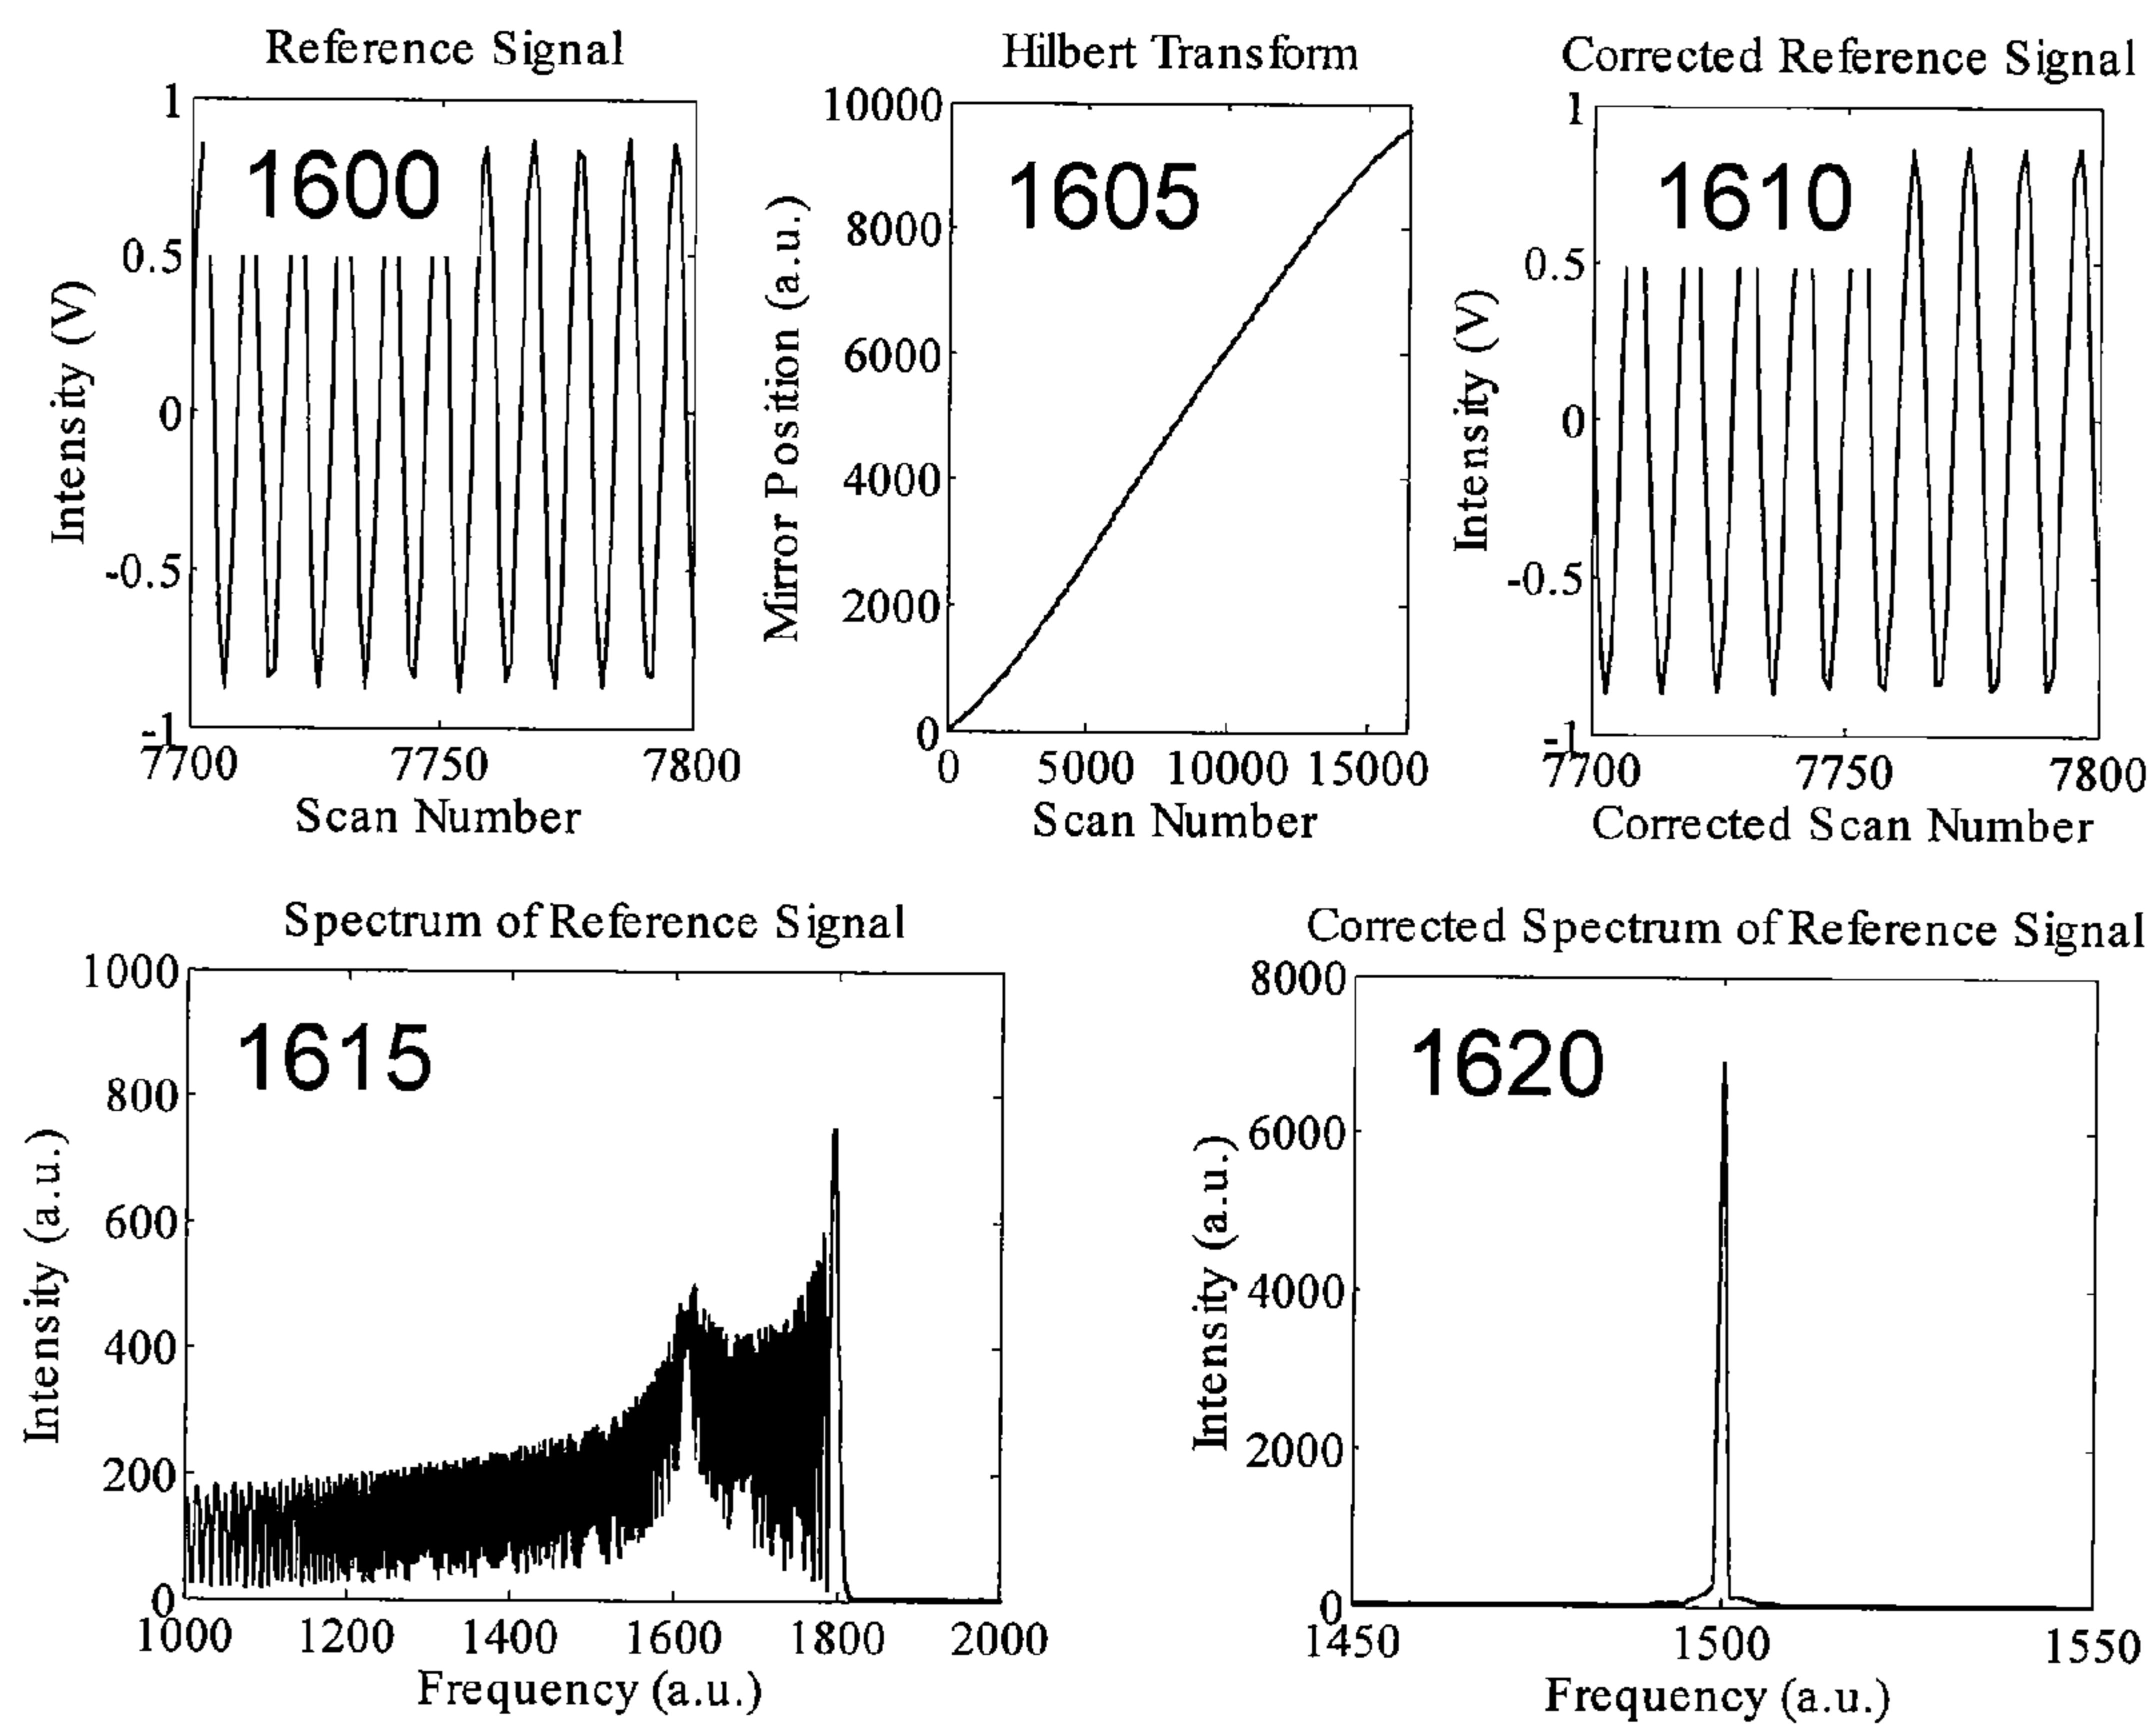 Reference Signal
1600
1
0.5
0
-0.5
-1
Intensity (V)
7700 7750 7800
Scan Number
Hilbert Transform
1605
10000
8000
6000
4000
2000
0
Mirror Position (a.u.)
0 5000 10000 15000
Scan Number
Corrected Reference Signal
1610
1
0.5
0
-0.5
-1
Intensity (V)
7700 7750 7800
Corrected Scan Number
Spectrum of Reference Signal
1615
1000
800
600
400
200
0
Intensity (a.u.)
1000 1200 1400 1600 1800 2000
Frequency (a.u.)
Corrected Spectrum of Reference Signal
1620
8000
6000
4000
2000
0
Intensity (a.u.)
1450 1500 1550
Frequency (a.u.)